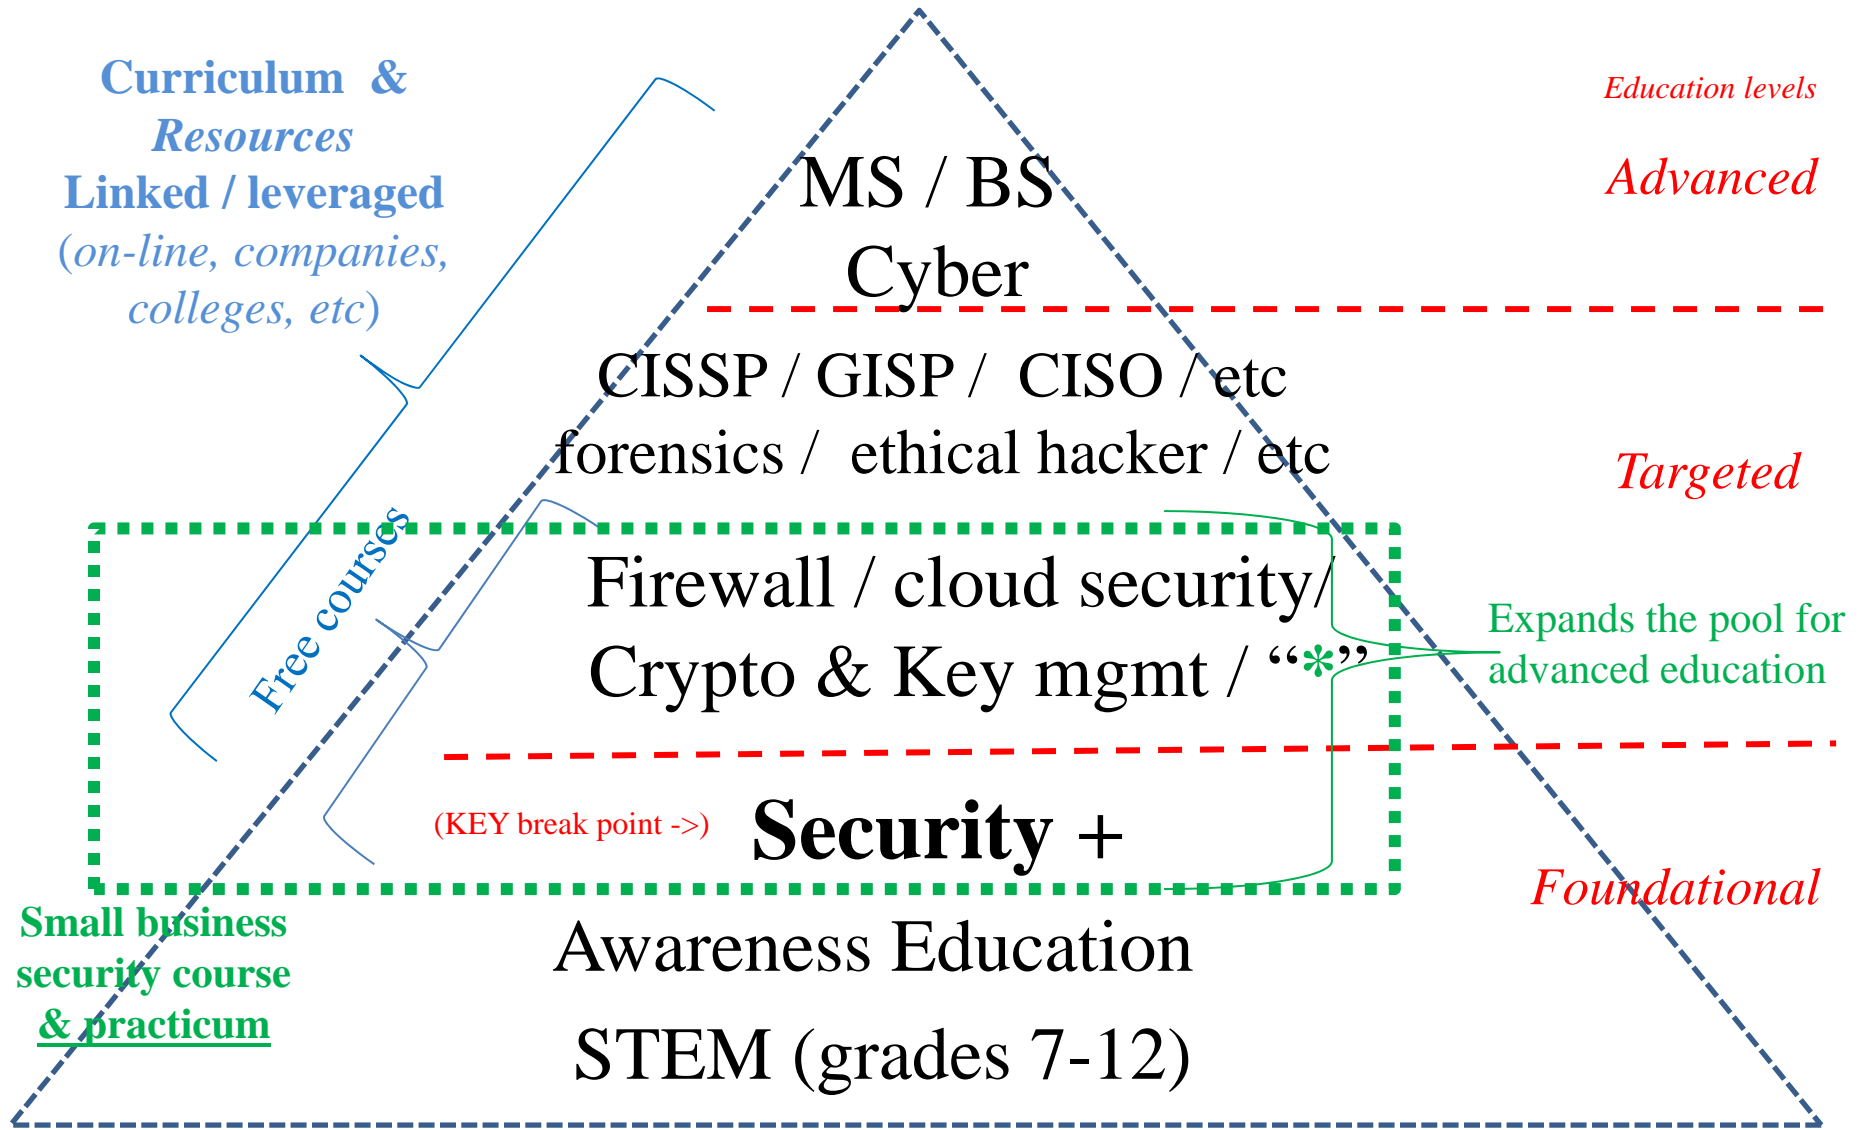 Curriculum & 
Resources
Linked / leveraged
(on-line, companies,
colleges, etc)
Education levels
Advanced
MS / BS
Cyber
CISSP / GISP / CISO / etc
forensics / ethical hacker / etc
Targeted
Free courses
Firewall / cloud security/
Crypto & Key mgmt / “*”
Expands the pool for
advanced education
(KEY break point ->)
Security +
Foundational
Small business
security course
& practicum
Awareness Education
STEM (grades 7-12)